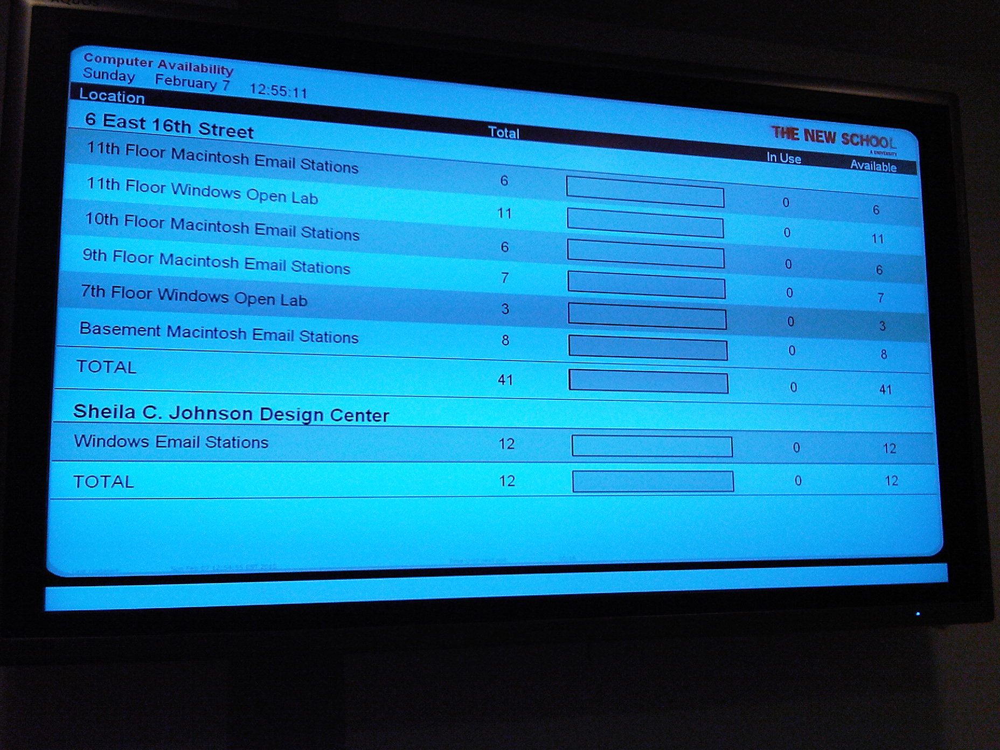 Computer Availability
Sunday February 7 12:55:11
THE NEW SCHOOL
A UNIVERSITY
Location Total In Use Available
6 East 16th Street
11th Floor Macintosh Email Stations 6 0 6
11th Floor Windows Open Lab 11 0 11
10th Floor Macintosh Email Stations 6 0 6
9th Floor Macintosh Email Stations 7 0 7
7th Floor Windows Open Lab 3 0 3
Basement Macintosh Email Stations 8 0 8
TOTAL 41 0 41
Sheila C. Johnson Design Center
Windows Email Stations 12 0 12
TOTAL 12 0 12